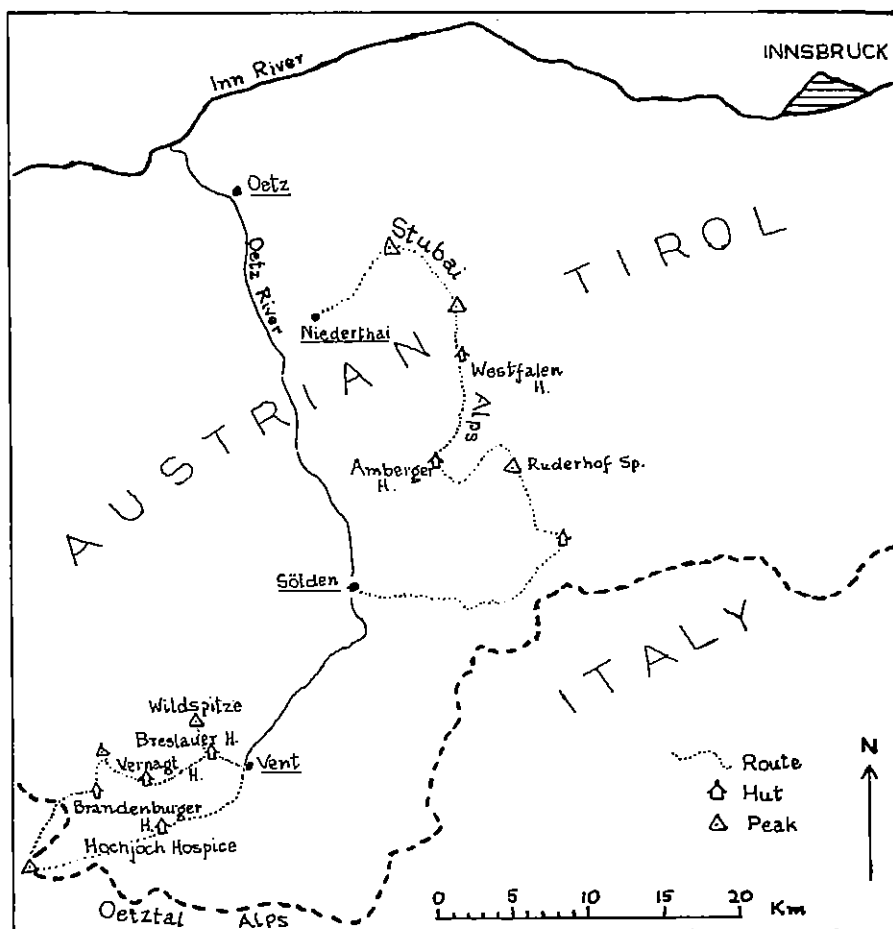 INNSBRUCK
Inn River
Oetz
Oetz River
Stubai
Alps
AUSTRIAN TIROL
Niederthai
Westfalen
H.
Amberger
H.
Ruderhof Sp.
Sölden
ITALY
Wildspitze
Breslauer H.
Vernagt
H.
Vent
Brandenburger
H.
Hochjoch Hospice
Oetztal Alps
N
Route
Hut
Peak
0 5 10 20
Km